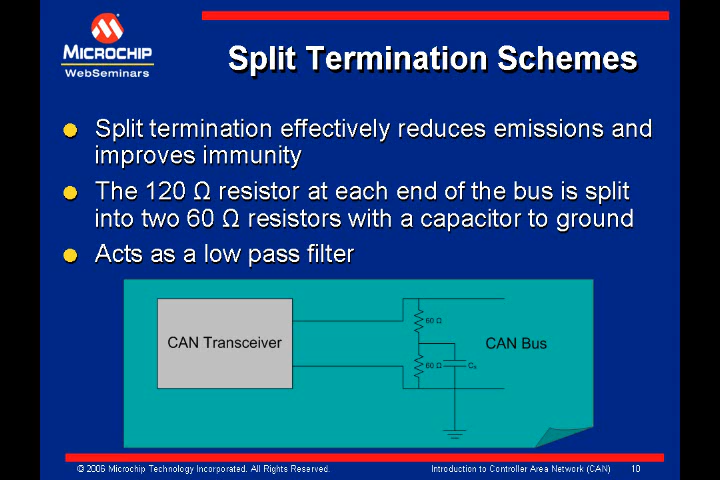 MICROCHIP
WebSeminars
Split Termination Schemes
Split termination effectively reduces emissions and
improves immunity
The 120 Ω resistor at each end of the bus is split
into two 60 Ω resistors with a capacitor to ground
Acts as a low pass filter
CAN Transceiver
60 Ω
60 Ω
CAN Bus
© 2006 Microchip Technology Incorporated. All Rights Reserved.
Introduction to Controller Area Network (CAN)
10